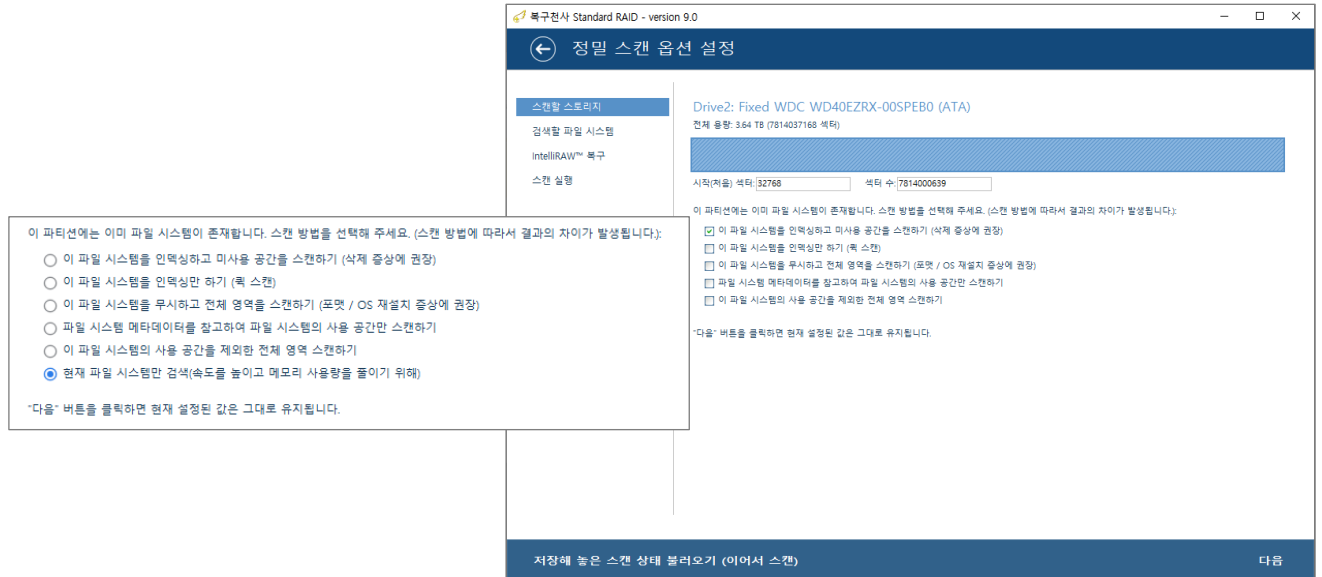 복구천사 Standard RAID - version 9.0
정밀 스캔 옵션 설정
스캔할 스토리지
검색할 파일 시스템
IntelliRAW™ 복구
스캔 실행
Drive2: Fixed WDC WD40EZRX-00SPEB0 (ATA)
전체 용량: 3.64 TB (7814037168 섹터)
시작(처음) 섹터: 32768 섹터 수: 7814000639
이 파티션에는 이미 파일 시스템이 존재합니다. 스캔 방법을 선택해 주세요. (스캔 방법에 따라서 결과의 차이가 발생됩니다.):
이 파일 시스템을 인덱싱하고 미사용 공간을 스캔하기 (삭제 증상에 권장)
이 파일 시스템을 인덱싱만 하기 (퀵 스캔)
이 파일 시스템을 무시하고 전체 영역을 스캔하기 (포맷 / OS 재설치 증상에 권장)
파일 시스템 메타데이터를 참고하여 파일 시스템의 사용 공간만 스캔하기
이 파일 시스템의 사용 공간을 제외한 전체 영역 스캔하기
"다음" 버튼을 클릭하면 현재 설정된 값은 그대로 유지됩니다.
이 파티션에는 이미 파일 시스템이 존재합니다. 스캔 방법을 선택해 주세요. (스캔 방법에 따라서 결과의 차이가 발생됩니다.):
이 파일 시스템을 인덱싱하고 미사용 공간을 스캔하기 (삭제 증상에 권장)
이 파일 시스템을 인덱싱만 하기 (퀵 스캔)
이 파일 시스템을 무시하고 전체 영역을 스캔하기 (포맷 / OS 재설치 증상에 권장)
파일 시스템 메타데이터를 참고하여 파일 시스템의 사용 공간만 스캔하기
이 파일 시스템의 사용 공간을 제외한 전체 영역 스캔하기
현재 파일 시스템만 검색(속도를 높이고 메모리 사용량을 풀이기 위해)
"다음" 버튼을 클릭하면 현재 설정된 값은 그대로 유지됩니다.
저장해 놓은 스캔 상태 불러오기 (이어서 스캔)
다음